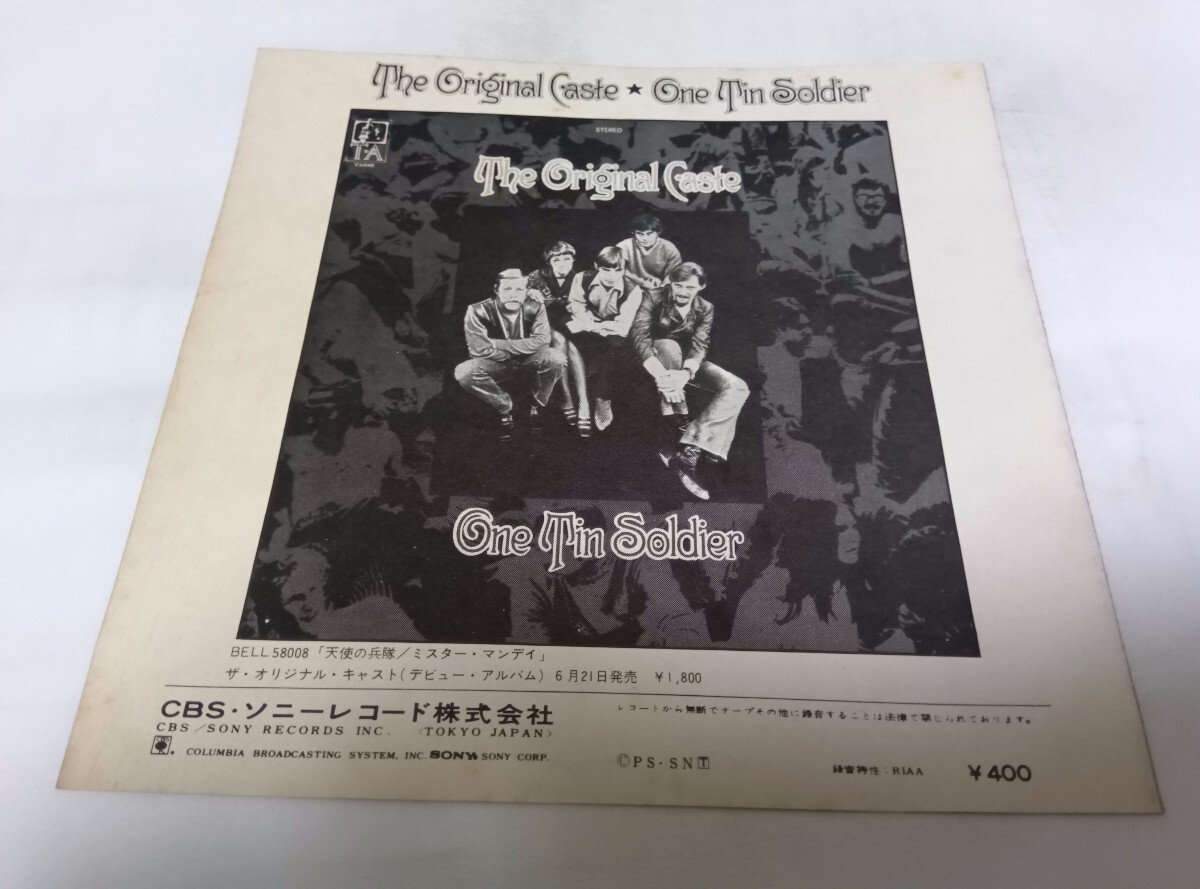 The Original Caste ★ One Tin Soldier
T·A
STEREO
The Original Caste
One Tin Soldier
BELL 58008「天使の兵隊/ミスター・マンデイ」
ザ・オリジナル・キャスト(デビュー・アルバム) 6月21日発売 ¥1,800
CBS・ソニーレコード株式会社
CBS/SONY RECORDS INC. 〈TOKYO JAPAN〉
COLUMBIA BROADCASTING SYSTEM, INC. SONY SONY CORP.
レコードから無断でテープその他に録音することは法律で禁じられております。
ⒸPS・SN Ⓣ
録音特性:RIAA ¥400